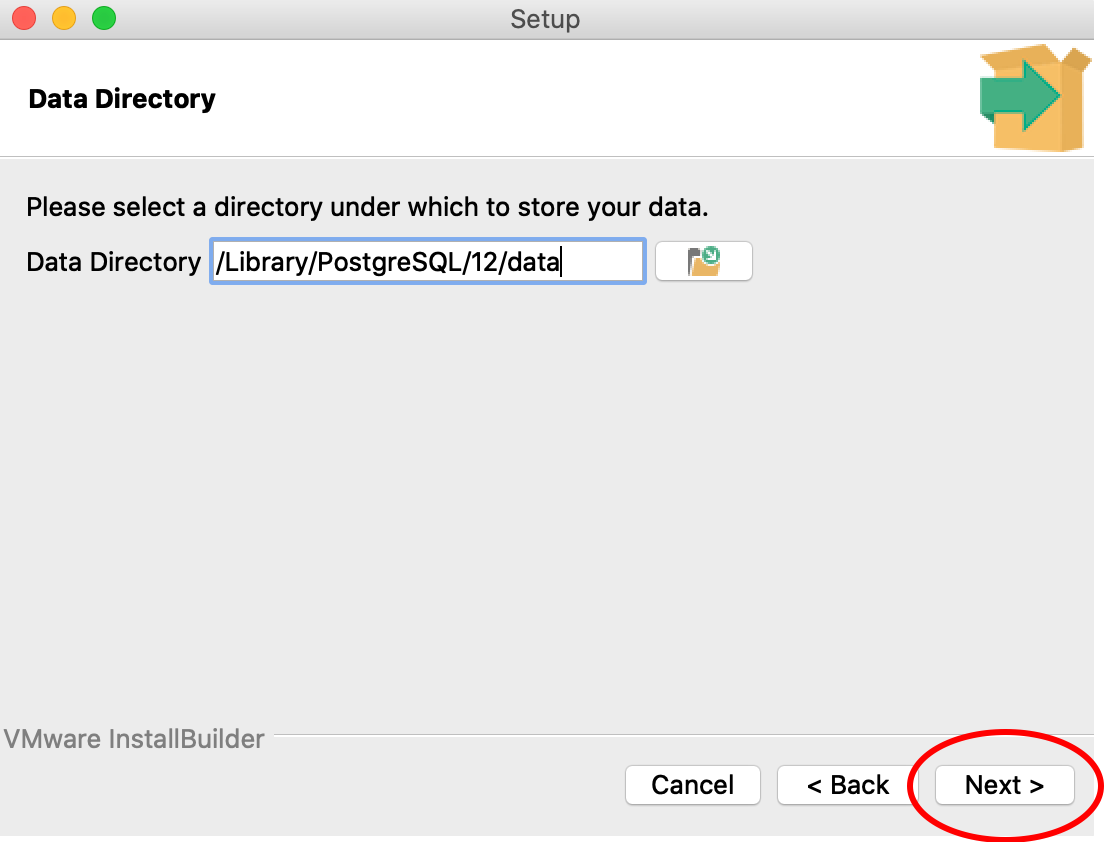 Setup
Data Directory
Please select a directory under which to store your data.
Data Directory /Library/PostgreSQL/12/data
VMware InstallBuilder
Cancel < Back Next >